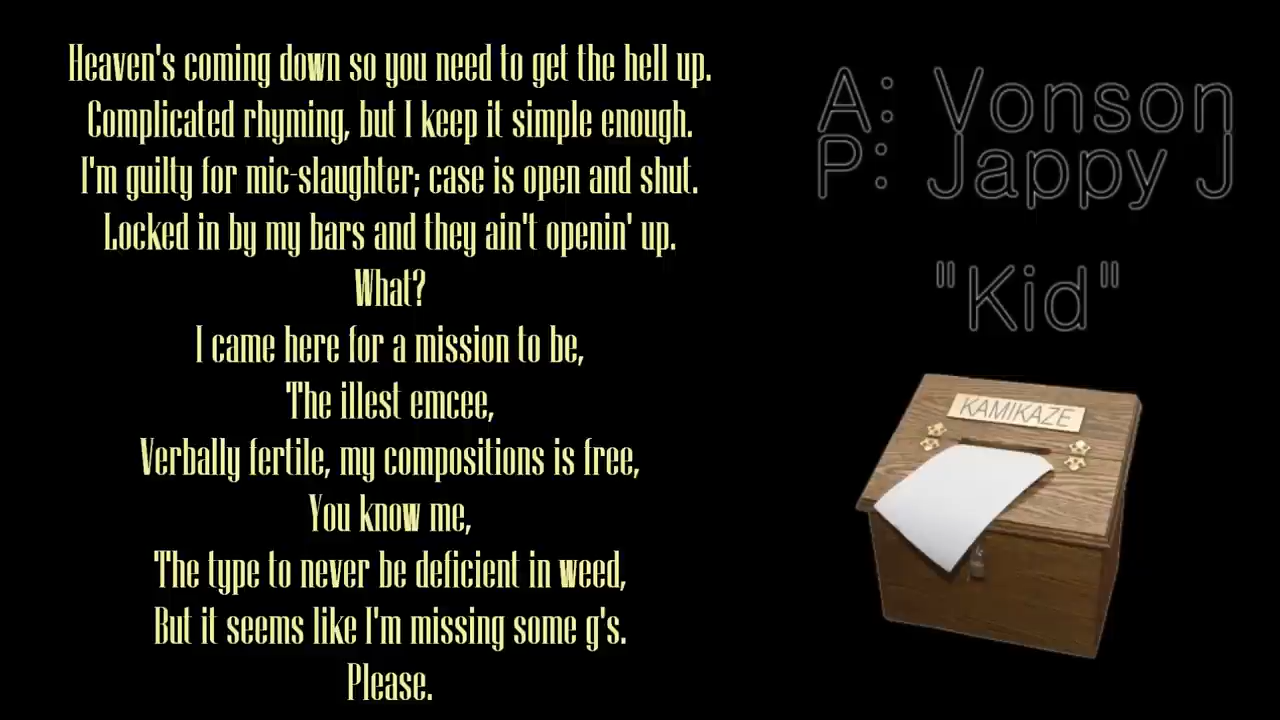 Heaven's coming down so you need to get the hell up.
Complicated rhyming, but I keep it simple enough.
I'm guilty for mic-slaughter; case is open and shut.
Locked in by my bars and they ain't openin' up.
What?
I came here for a mission to be,
The illest emcee,
Verbally fertile, my compositions is free,
You know me,
The type to never be deficient in weed,
But it seems like I'm missing some g's.
Please.
A: Vonson
P: Jappy J
"Kid"
KAMIKAZE